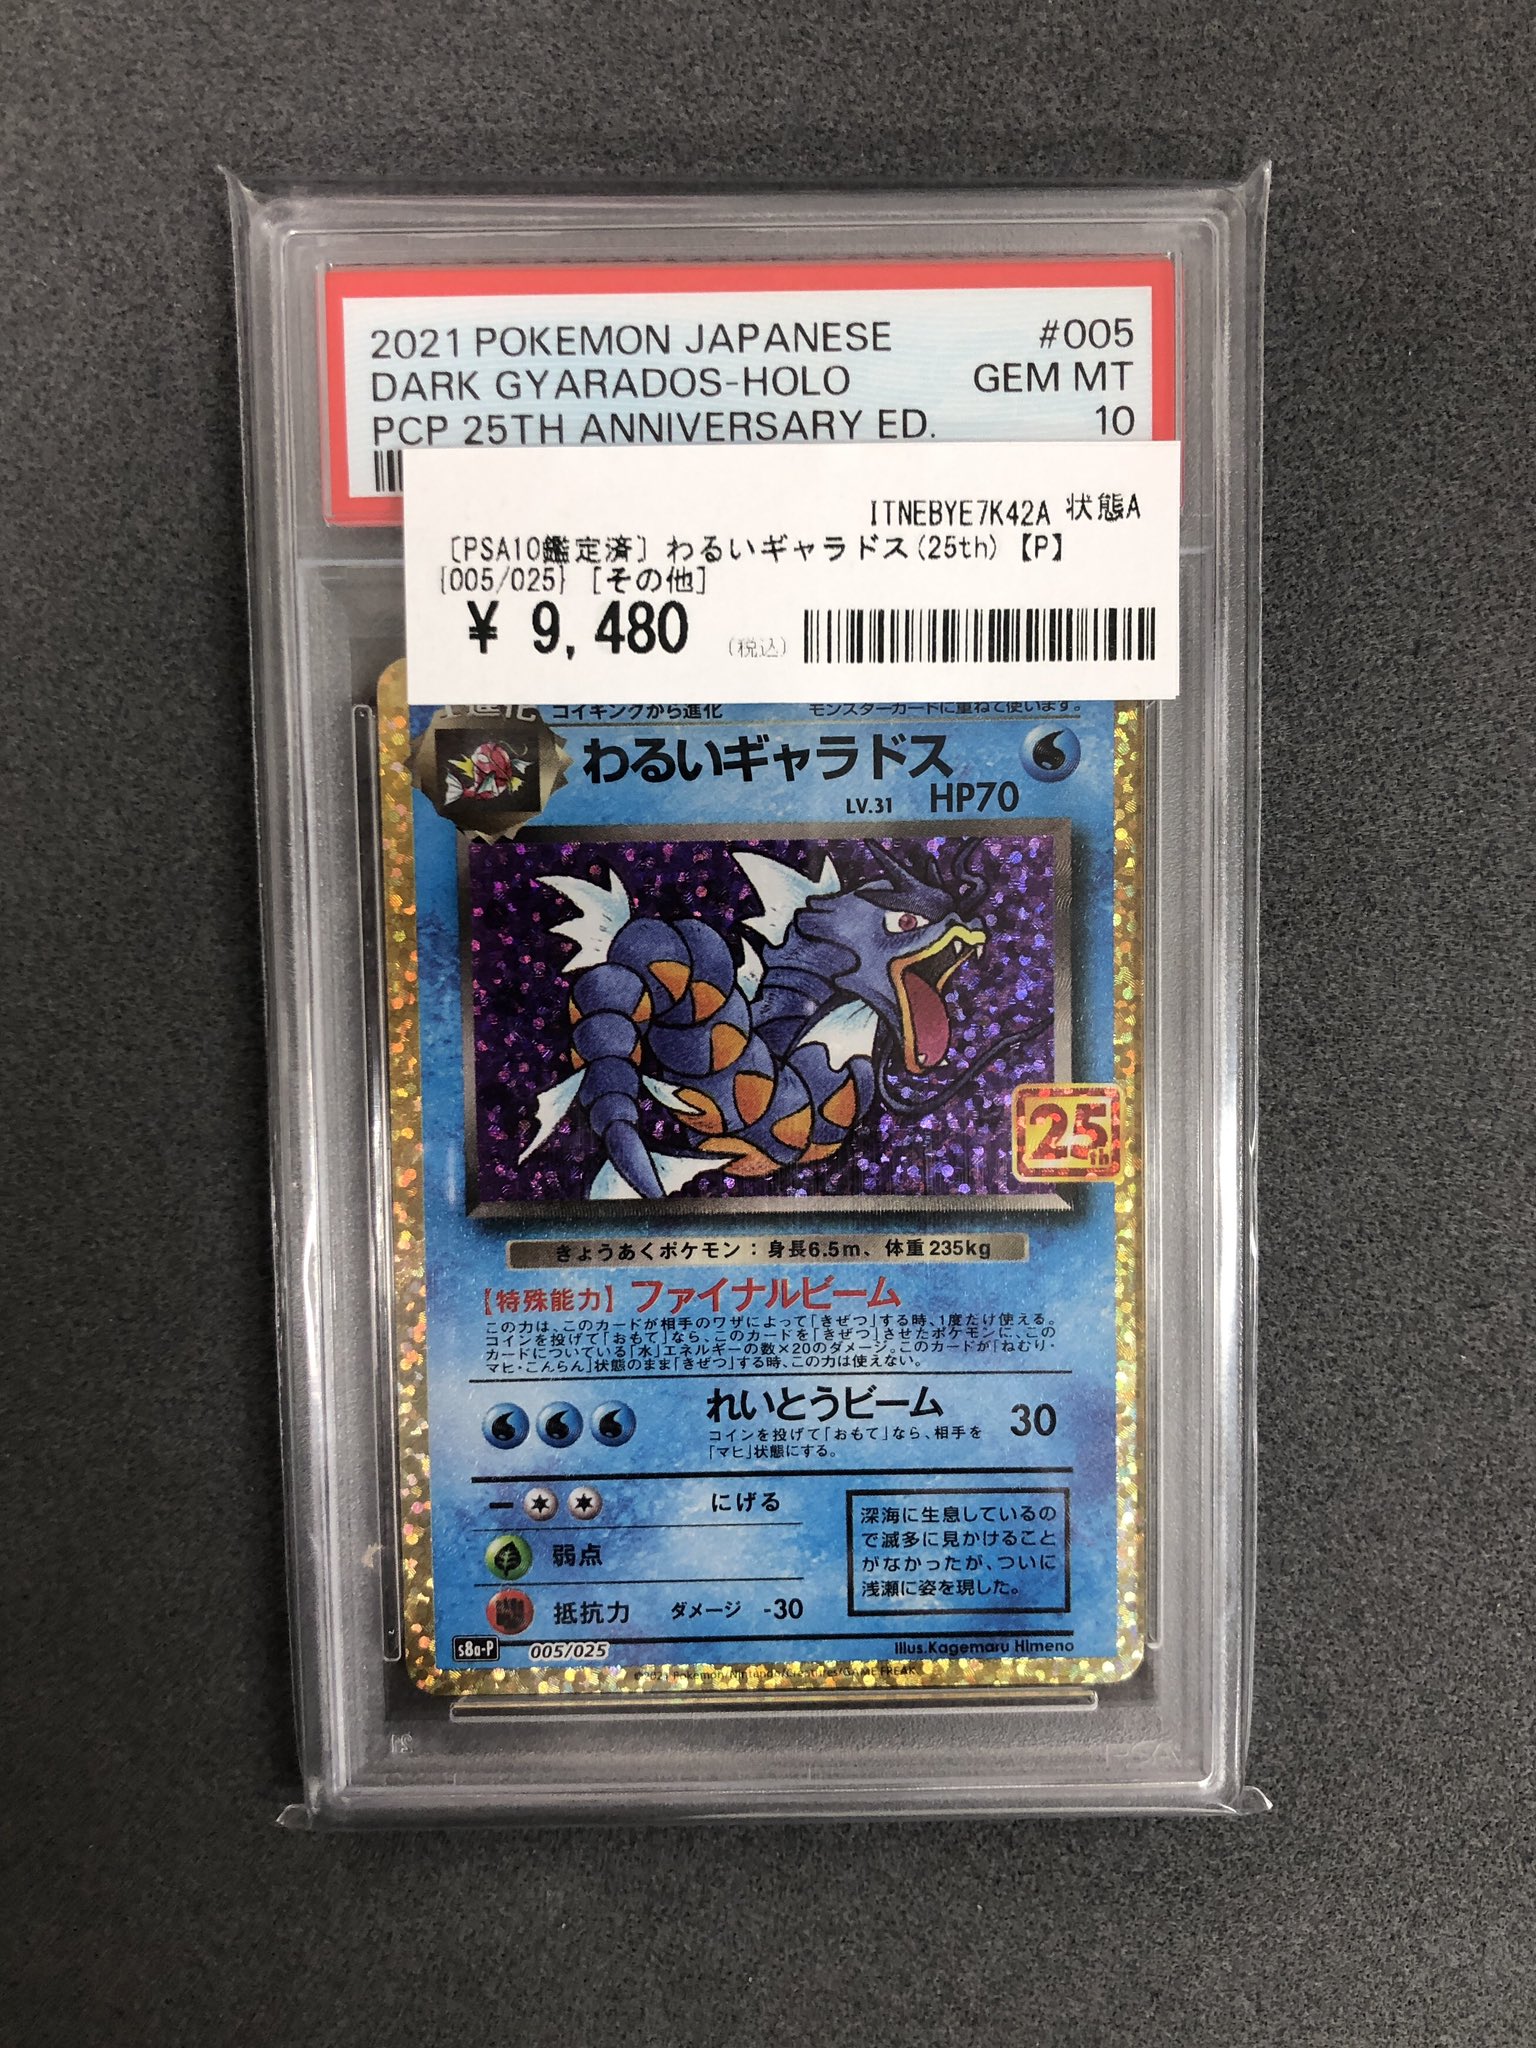 2021 POKEMON JAPANESE #005
DARK GYARADOS-HOLO GEM MT
PCP 25TH ANNIVERSARY ED. 10
ITNEBYE7K42A 状態A
[PSA10鑑定済] わるいギャラドス(25th)【P】
{005/025} [その他]
¥ 9,480 (税込)
コイキングから進化 モンスターカードに重ねて使います。
わるいギャラドス
LV.31 HP70
25th
きょうあくポケモン:身長6.5m、体重235kg
【特殊能力】ファイナルビーム
この力は、このカードが相手のワザによって「きぜつ」する時、1度だけ使える。
コインを投げて「おもて」なら、このカードを「きぜつ」させたポケモンに、この
カードについている「水」エネルギーの数×20のダメージ。このカードが「ねむり・
マヒ・こんらん」状態のまま「きぜつ」する時、この力は使えない。
れいとうビーム 30
コインを投げて「おもて」なら、相手を
「マヒ」状態にする。
にげる
弱点
抵抗力 ダメージ -30
深海に生息しているの
で滅多に見かけること
がなかったが、ついに
浅瀬に姿を現した。
s8a-P 005/025 Illus.Kagemaru Himeno
©2021 Pokémon/Nintendo/Creatures/GAME FREAK